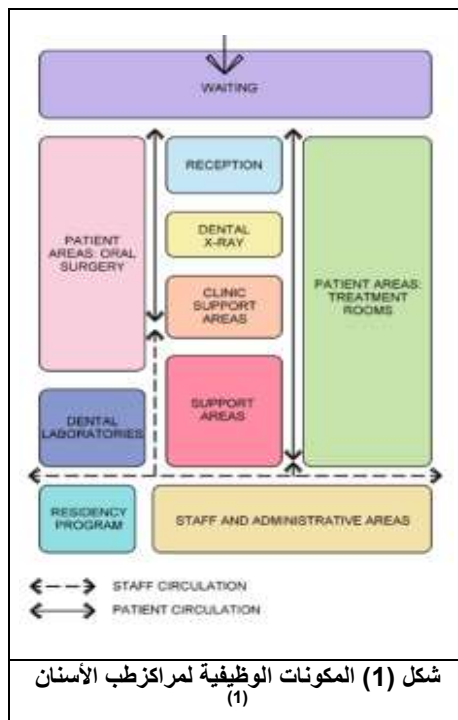 WAITING
RECEPTION
DENTAL
X-RAY
PATIENT
AREAS: ORAL
SURGERY
CLINIC
SUPPORT
AREAS
PATIENT AREAS:
TREATMENT
ROOMS
SUPPORT
AREAS
DENTAL
LABORATORIES
RESIDENCY
PROGRAM
STAFF AND ADMINISTRATIVE AREAS
STAFF CIRCULATION
PATIENT CIRCULATION
شكل (1) المكونات الوظيفية لمراكزطب الأسنان
(1)